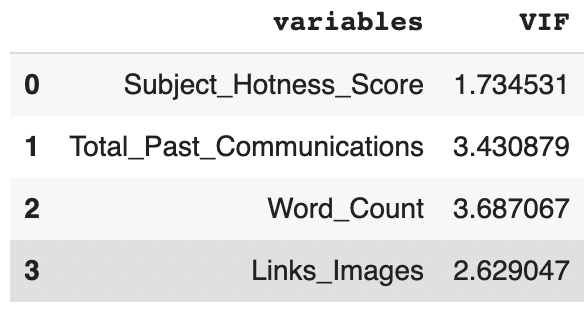 variables VIF
0 Subject_Hotness_Score 1.734531
1 Total_Past_Communications 3.430879
2 Word_Count 3.687067
3 Links_Images 2.629047